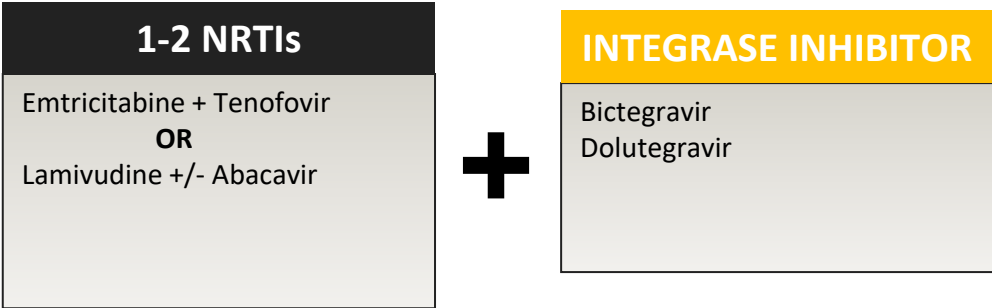 1-2 NRTIs
Emtricitabine + Tenofovir
OR
Lamivudine +/- Abacavir
+
INTEGRASE INHIBITOR
Bictegravir
Dolutegravir